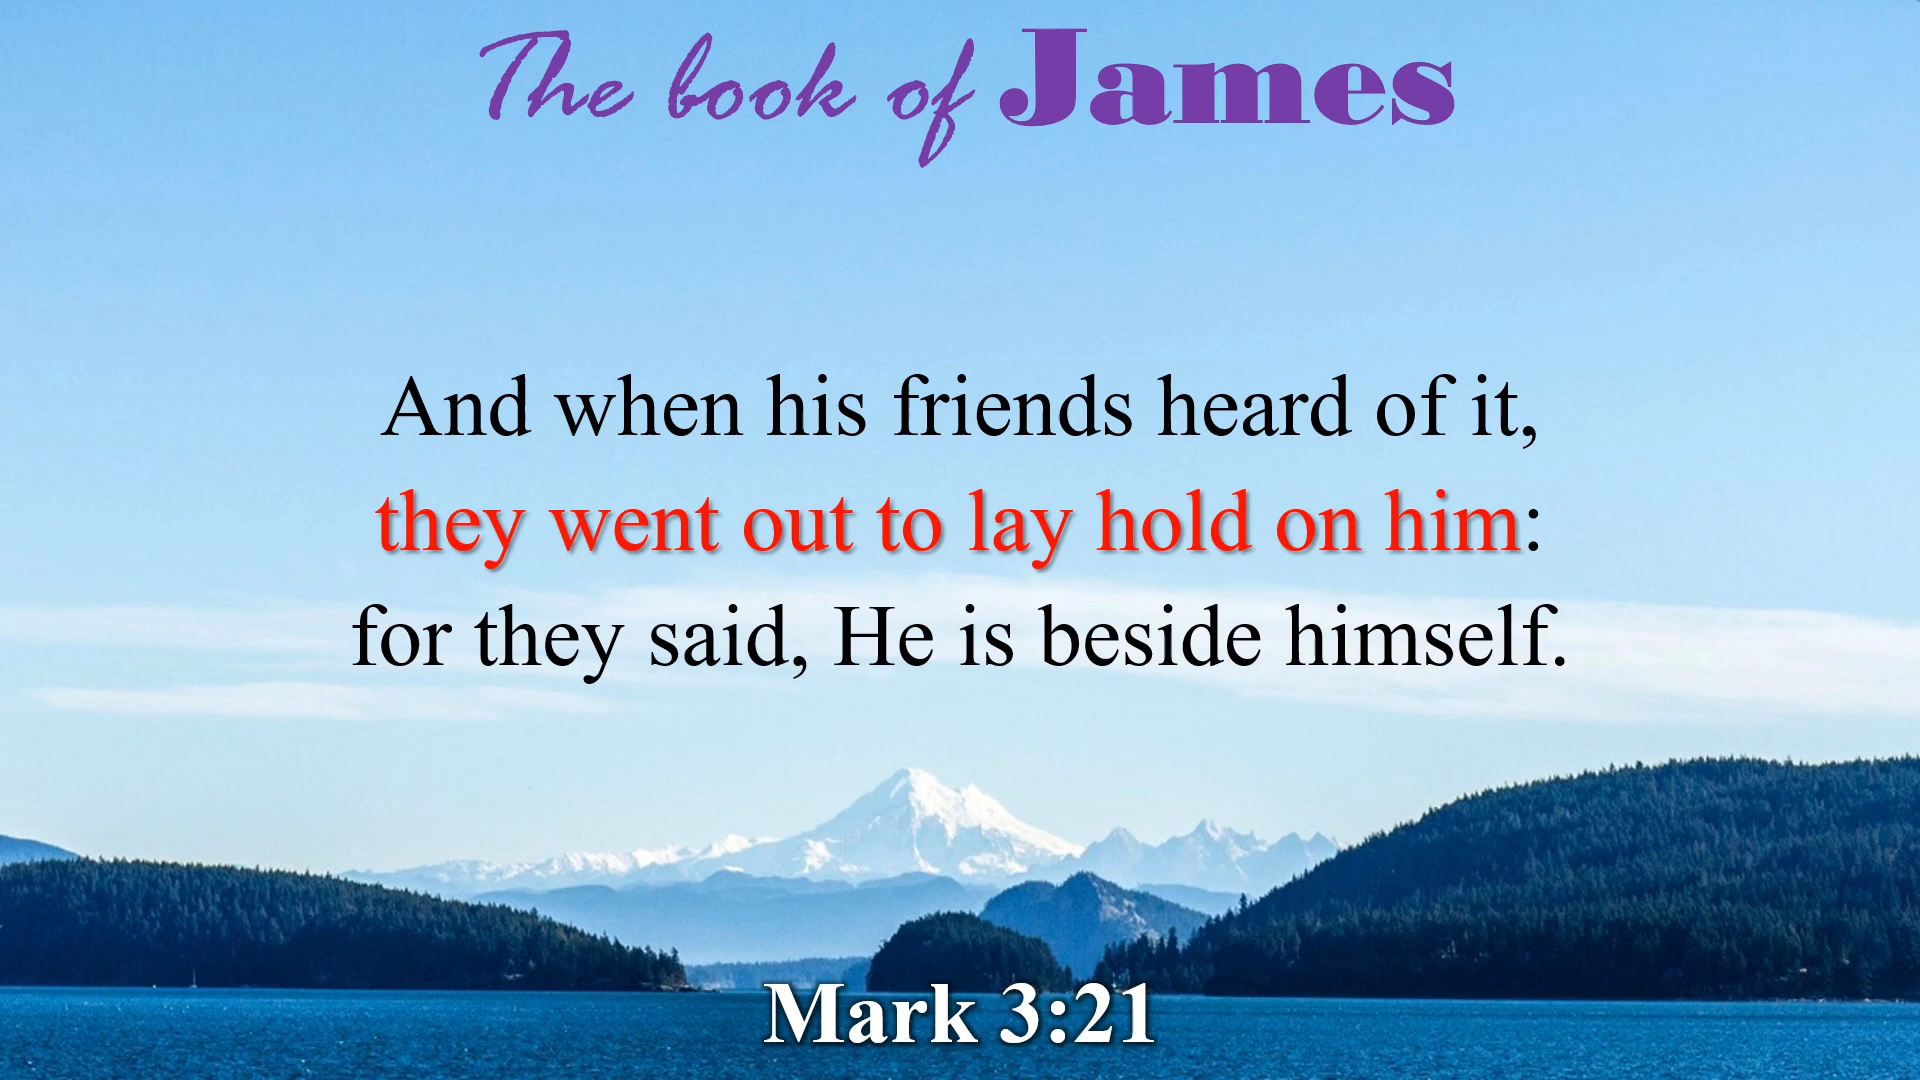 The book of James
And when his friends heard of it,
they went out to lay hold on him:
for they said, He is beside himself.
Mark 3:21